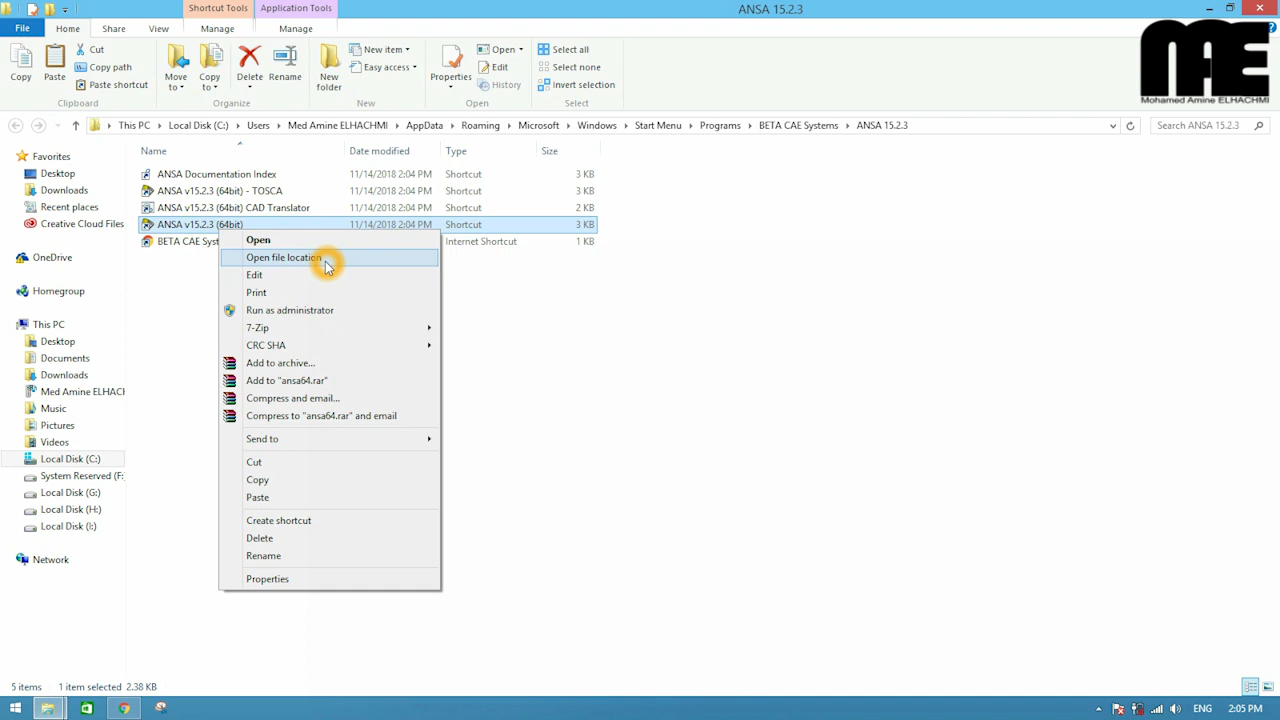 Shortcut Tools
Application Tools
ANSA 15.2.3
File
Home
Share
View
Manage
Manage
Copy
Paste
Cut
Copy path
Paste shortcut
Clipboard
Move to
Copy to
Delete
Rename
Organize
New folder
New item
Easy access
New
Properties
Open
Edit
History
Open
Select all
Select none
Invert selection
Select
MAE
Mohamed Amine ELHACHMI
This PC
Local Disk (C:)
Users
Med Amine ELHACHMI
AppData
Roaming
Microsoft
Windows
Start Menu
Programs
BETA CAE Systems
ANSA 15.2.3
Search ANSA 15.2.3
Name
Date modified
Type
Size
ANSA Documentation Index 11/14/2018 2:04 PM Shortcut 3 KB
ANSA v15.2.3 (64bit) - TOSCA 11/14/2018 2:04 PM Shortcut 3 KB
ANSA v15.2.3 (64bit) CAD Translator 11/14/2018 2:04 PM Shortcut 2 KB
ANSA v15.2.3 (64bit) 11/14/2018 2:04 PM Shortcut 3 KB
BETA CAE Syst Internet Shortcut 1 KB
Favorites
Desktop
Downloads
Recent places
Creative Cloud Files
OneDrive
Homegroup
This PC
Desktop
Documents
Downloads
Med Amine ELHACH
Music
Pictures
Videos
Local Disk (C:)
System Reserved (F:
Local Disk (G:)
Local Disk (H:)
Local Disk (I:)
Network
Open
Open file location
Edit
Print
Run as administrator
7-Zip
CRC SHA
Add to archive...
Add to "ansa64.rar"
Compress and email...
Compress to "ansa64.rar" and email
Send to
Cut
Copy
Paste
Create shortcut
Delete
Rename
Properties
5 items
1 item selected 2.38 KB
ENG
2:05 PM